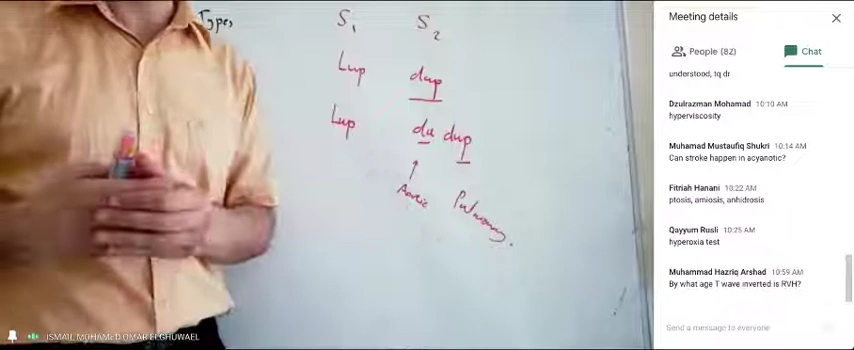 Types
S1 S2
Lup dup
Lup du dup
Aortic Pulmonary.
ISMAIL MOHAMED OMAR ELGHUWAEL
Meeting details
People (82) Chat
understood, tq dr
Dzulrazman Mohamad 10:10 AM
hyperviscosity
Muhamad Mustaufiq Shukri 10:14 AM
Can stroke happen in acyanotic?
Fitriah Hanani 10:22 AM
ptosis, amiosis, anhidrosis
Qayyum Rusli 10:25 AM
hyperoxia test
Muhammad Hazriq Arshad 10:59 AM
By what age T wave inverted is RVH?
Send a message to everyone